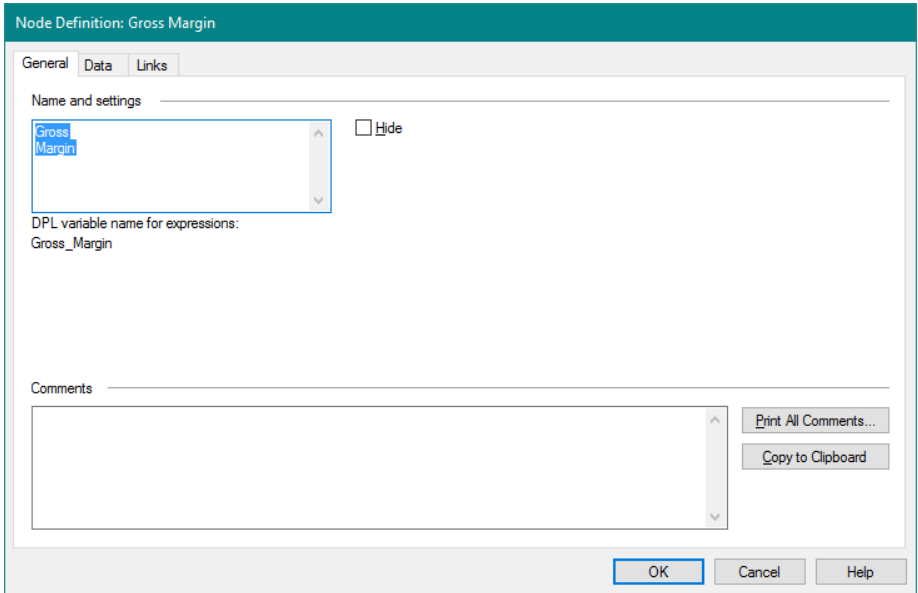 Node Definition: Gross Margin
General Data Links
Name and settings
Gross
Margin
Hide
DPL variable name for expressions:
Gross_Margin
Comments
Print All Comments...
Copy to Clipboard
OK Cancel Help